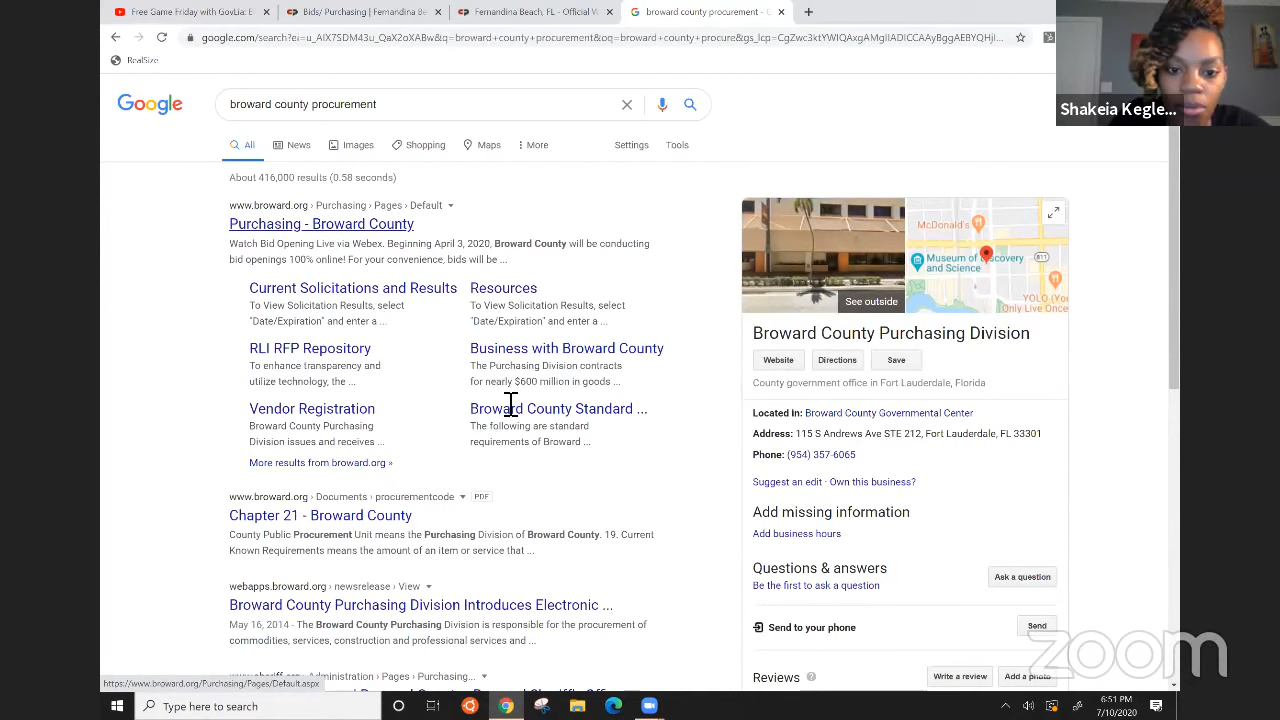 Free Game Friday with GovLia: E
Bids/ Purchasing | Fernandina Be
Fernandina Beach, FL - Official W
broward county procurement - G
google.com/search?ei=u_AIX7SDM43u_QaXzoXABw&q=broward+county+procurement&oq=broward+county+procure&gs_lcp=CgZwc3ktYWIQAxgMgIIADICCAAyBggAEBYQHjI...
RealSize
Shakeia Kegle...
Google
broward county procurement
All
News
Images
Shopping
Maps
More
Settings
Tools
About 416,000 results (0.58 seconds)
www.broward.org › Purchasing › Pages › Default
Purchasing - Broward County
Watch Bid Opening Live via Webex. Beginning April 3, 2020, Broward County will be conducting
bid openings 100% online. For your convenience, bids will be ...
Current Solicitations and Results
To View Solicitation Results, select
"Date/Expiration" and enter a ...
Resources
To View Solicitation Results, select
"Date/Expiration" and enter a ...
RLI RFP Repository
To enhance transparency and
utilize technology, the ...
Business with Broward County
The Purchasing Division contracts
for nearly $600 million in goods ...
Vendor Registration
Broward County Purchasing
Division issues and receives ...
Broward County Standard ...
The following are standard
requirements of Broward ...
More results from broward.org »
www.broward.org › Documents › procurementcode PDF
Chapter 21 - Broward County
County Public Procurement Unit means the Purchasing Division of Broward County. 19. Current
Known Requirements means the amount of an item or service that ...
webapps.broward.org › newsrelease › View
Broward County Purchasing Division Introduces Electronic ...
May 16, 2014 - The Broward County Purchasing Division is responsible for the procurement of
commodities, services, construction and professional services and ...
McDonald's
Museum of Discovery
and Science
811
YOLO (Yo
Only Live Once
See outside
Broward County Purchasing Division
Website
Directions
Save
County government office in Fort Lauderdale, Florida
Located in: Broward County Governmental Center
Address: 115 S Andrews Ave STE 212, Fort Lauderdale, FL 33301
Phone: (954) 357-6065
Suggest an edit · Own this business?
Add missing information
Add business hours
Questions & answers
Be the first to ask a question
Ask a question
Send to your phone
Send
Reviews
Write a review
Add a photo
zoom
https://www.broward.org/Purchasing/Pages/Default.aspx
Type here to search
6:51 PM
7/10/2020